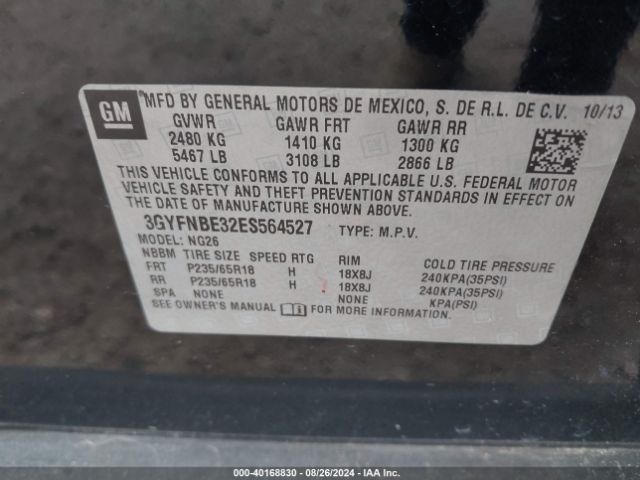 GM
MFD BY GENERAL MOTORS DE MEXICO, S. DE R.L. DE C.V. 10/13
GVWR GAWR FRT GAWR RR
2480 KG 1410 KG 1300 KG
5467 LB 3108 LB 2866 LB
THIS VEHICLE CONFORMS TO ALL APPLICABLE U.S. FEDERAL MOTOR
VEHICLE SAFETY AND THEFT PREVENTION STANDARDS IN EFFECT ON
THE DATE OF MANUFACTURE SHOWN ABOVE.
3GYFNBE32ES564527 TYPE: M.P.V.
MODEL: NG26
NBBM TIRE SIZE SPEED RTG RIM COLD TIRE PRESSURE
FRT P235/65R18 H 18X8J 240KPA(35PSI)
RR P235/65R18 H 18X8J 240KPA(35PSI)
SPA NONE NONE KPA(PSI)
SEE OWNER'S MANUAL FOR MORE INFORMATION.
000-40168830 - 08/26/2024 - IAA Inc.